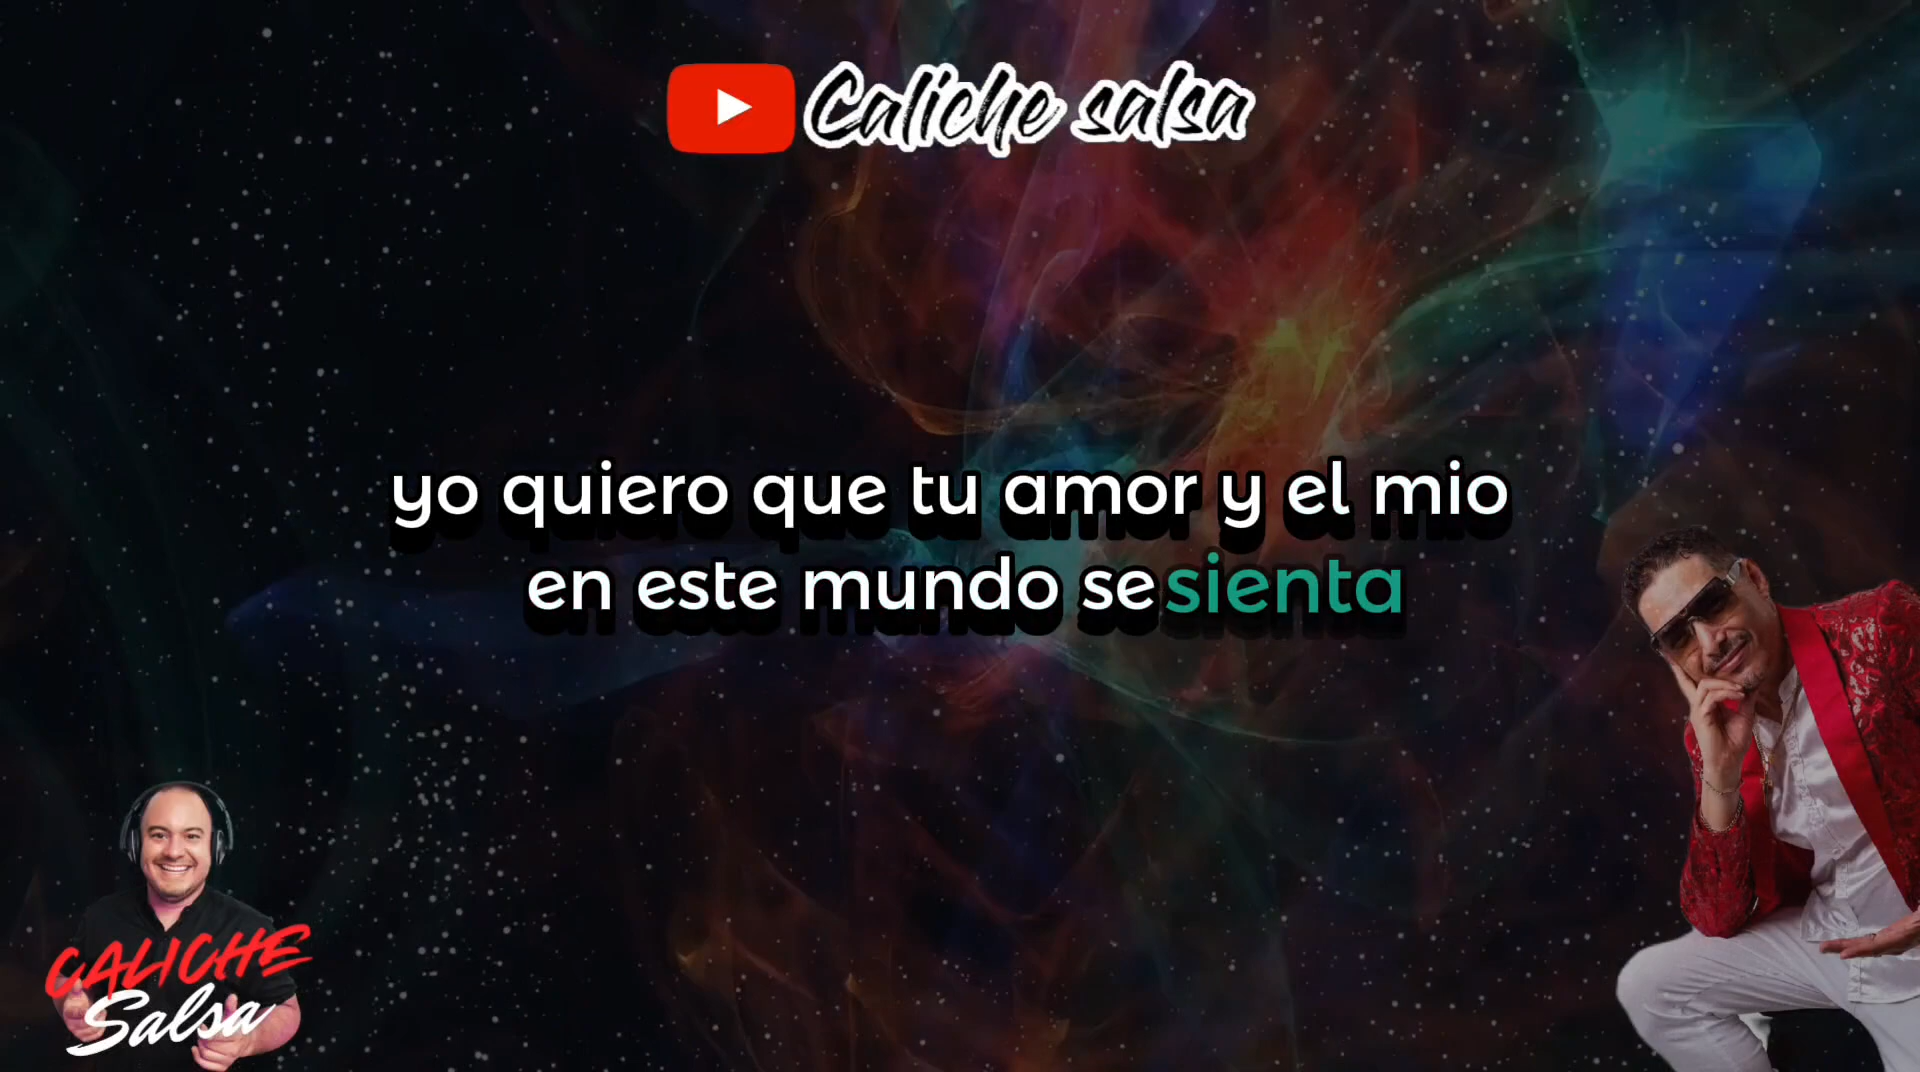 Caliche salsa
yo quiero que tu amor y el mio
en este mundo se sienta
CALICHE
Salsa